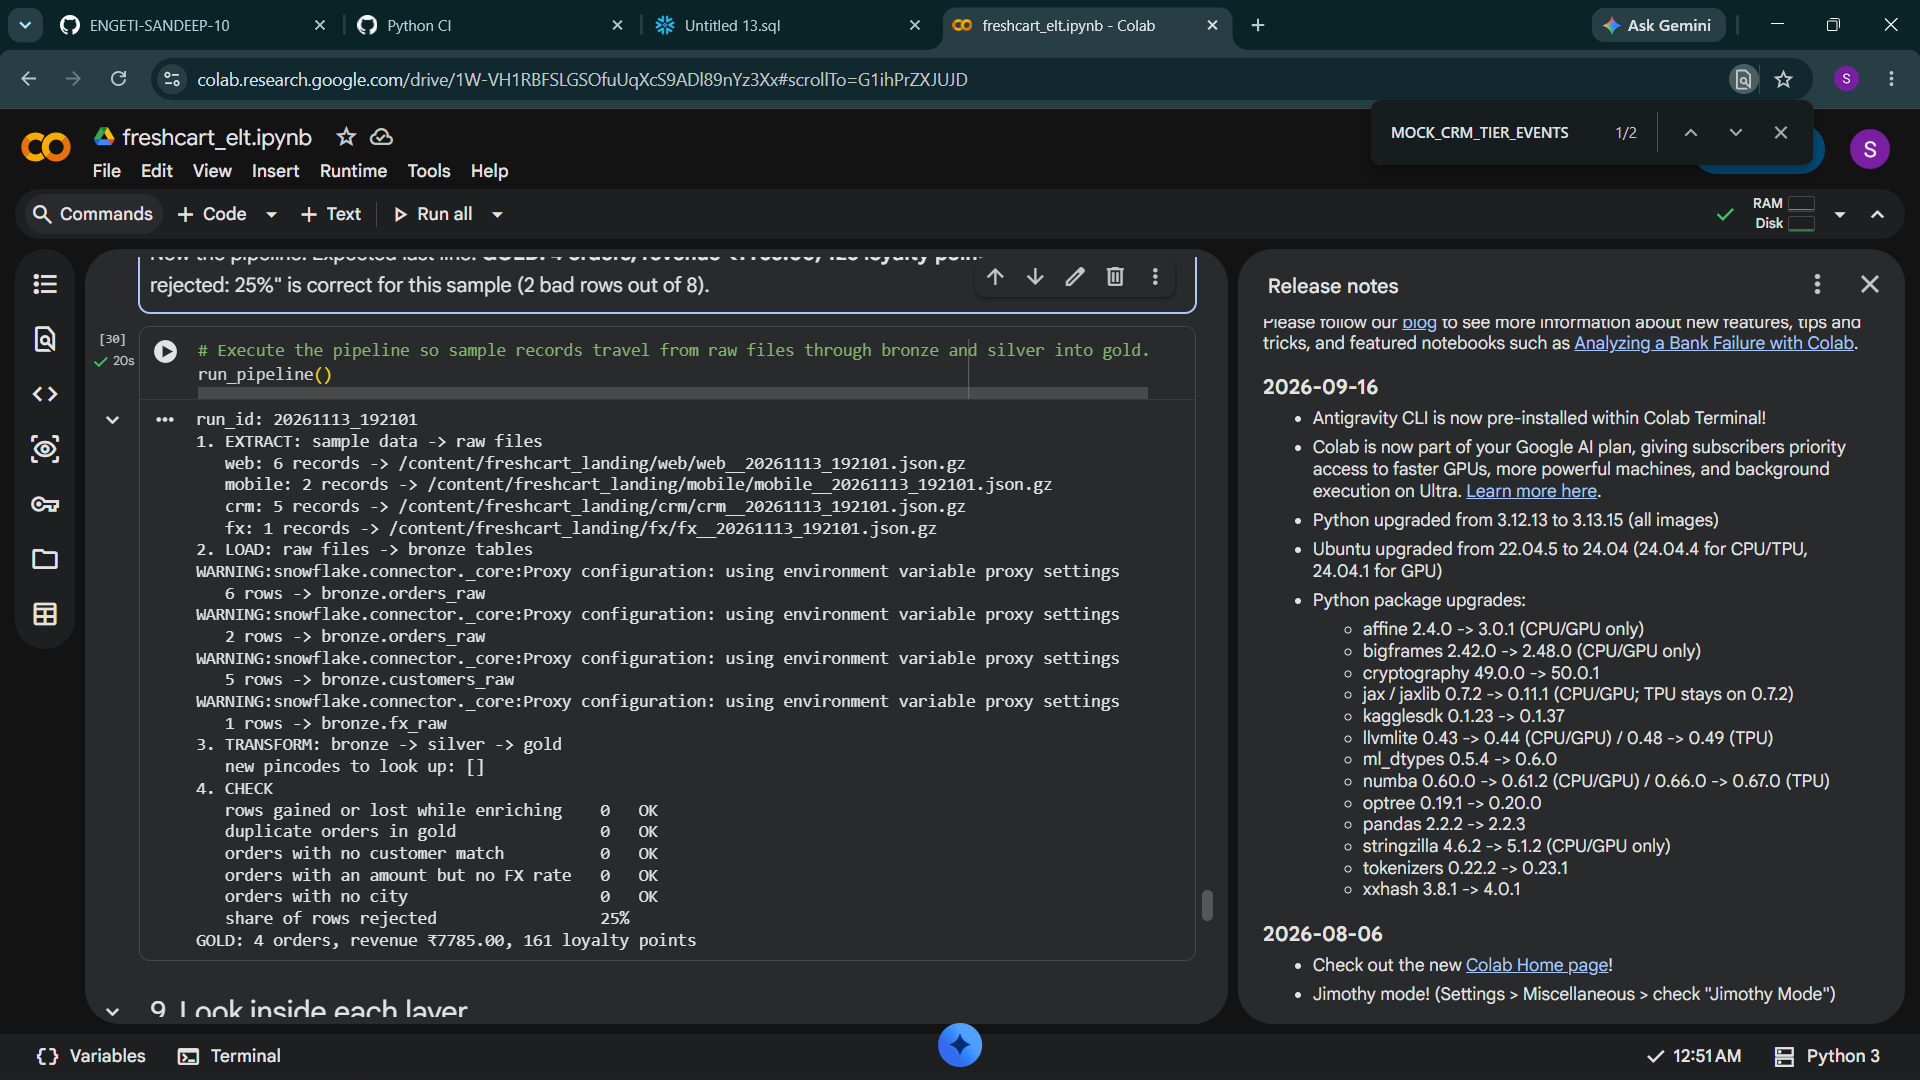 ENGETI-SANDEEP-10
Python CI
Untitled 13.sql
freshcart_elt.ipynb - Colab
Ask Gemini
colab.research.google.com/drive/1W-VH1RBFSLGSOfuUqXcS9ADl89nYz3Xx#scrollTo=G1ihPrZXJUJD
S
MOCK_CRM_TIER_EVENTS 1/2
freshcart_elt.ipynb
S
File Edit View Insert Runtime Tools Help
Commands + Code + Text Run all
RAM
Disk
rejected: 25%" is correct for this sample (2 bad rows out of 8).
[30]
20s
# Execute the pipeline so sample records travel from raw files through bronze and silver into gold.
run_pipeline()
run_id: 20261113_192101
1. EXTRACT: sample data -> raw files
web: 6 records -> /content/freshcart_landing/web/web__20261113_192101.json.gz
mobile: 2 records -> /content/freshcart_landing/mobile/mobile__20261113_192101.json.gz
crm: 5 records -> /content/freshcart_landing/crm/crm__20261113_192101.json.gz
fx: 1 records -> /content/freshcart_landing/fx/fx__20261113_192101.json.gz
2. LOAD: raw files -> bronze tables
WARNING:snowflake.connector._core:Proxy configuration: using environment variable proxy settings
6 rows -> bronze.orders_raw
WARNING:snowflake.connector._core:Proxy configuration: using environment variable proxy settings
2 rows -> bronze.orders_raw
WARNING:snowflake.connector._core:Proxy configuration: using environment variable proxy settings
5 rows -> bronze.customers_raw
WARNING:snowflake.connector._core:Proxy configuration: using environment variable proxy settings
1 rows -> bronze.fx_raw
3. TRANSFORM: bronze -> silver -> gold
new pincodes to look up: []
4. CHECK
rows gained or lost while enriching 0 OK
duplicate orders in gold 0 OK
orders with no customer match 0 OK
orders with an amount but no FX rate 0 OK
orders with no city 0 OK
share of rows rejected 25%
GOLD: 4 orders, revenue ₹7785.00, 161 loyalty points
9. Look inside each layer
Release notes
Please follow our blog to see more information about new features, tips and
tricks, and featured notebooks such as Analyzing a Bank Failure with Colab.
2026-09-16
• Antigravity CLI is now pre-installed within Colab Terminal!
• Colab is now part of your Google AI plan, giving subscribers priority
access to faster GPUs, more powerful machines, and background
execution on Ultra. Learn more here.
• Python upgraded from 3.12.13 to 3.13.15 (all images)
• Ubuntu upgraded from 22.04.5 to 24.04 (24.04.4 for CPU/TPU,
24.04.1 for GPU)
• Python package upgrades:
affine 2.4.0 -> 3.0.1 (CPU/GPU only)
bigframes 2.42.0 -> 2.48.0 (CPU/GPU only)
cryptography 49.0.0 -> 50.0.1
jax / jaxlib 0.7.2 -> 0.11.1 (CPU/GPU; TPU stays on 0.7.2)
kagglesdk 0.1.23 -> 0.1.37
llvmlite 0.43 -> 0.44 (CPU/GPU) / 0.48 -> 0.49 (TPU)
ml_dtypes 0.5.4 -> 0.6.0
numba 0.60.0 -> 0.61.2 (CPU/GPU) / 0.66.0 -> 0.67.0 (TPU)
optree 0.19.1 -> 0.20.0
pandas 2.2.2 -> 2.2.3
stringzilla 4.6.2 -> 5.1.2 (CPU/GPU only)
tokenizers 0.22.2 -> 0.23.1
xxhash 3.8.1 -> 4.0.1
2026-08-06
• Check out the new Colab Home page!
• Jimothy mode! (Settings > Miscellaneous > check "Jimothy Mode")
Variables Terminal
12:51 AM Python 3